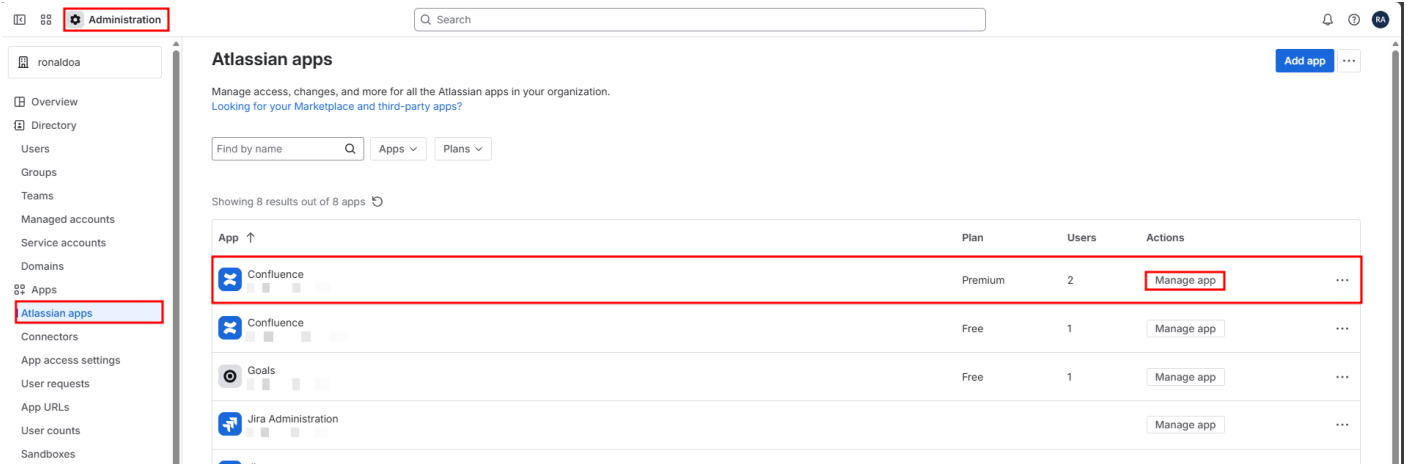 Administration
Search
RA
ronaldoa
Overview
Directory
Users
Groups
Teams
Managed accounts
Service accounts
Domains
Apps
Atlassian apps
Connectors
App access settings
User requests
App URLs
User counts
Sandboxes
Atlassian apps
Add app
Manage access, changes, and more for all the Atlassian apps in your organization.
Looking for your Marketplace and third-party apps?
Find by name
Apps
Plans
Showing 8 results out of 8 apps
App Plan Users Actions
Confluence
Premium 2 Manage app
Confluence
Free 1 Manage app
Goals
Free 1 Manage app
Jira Administration
Manage app